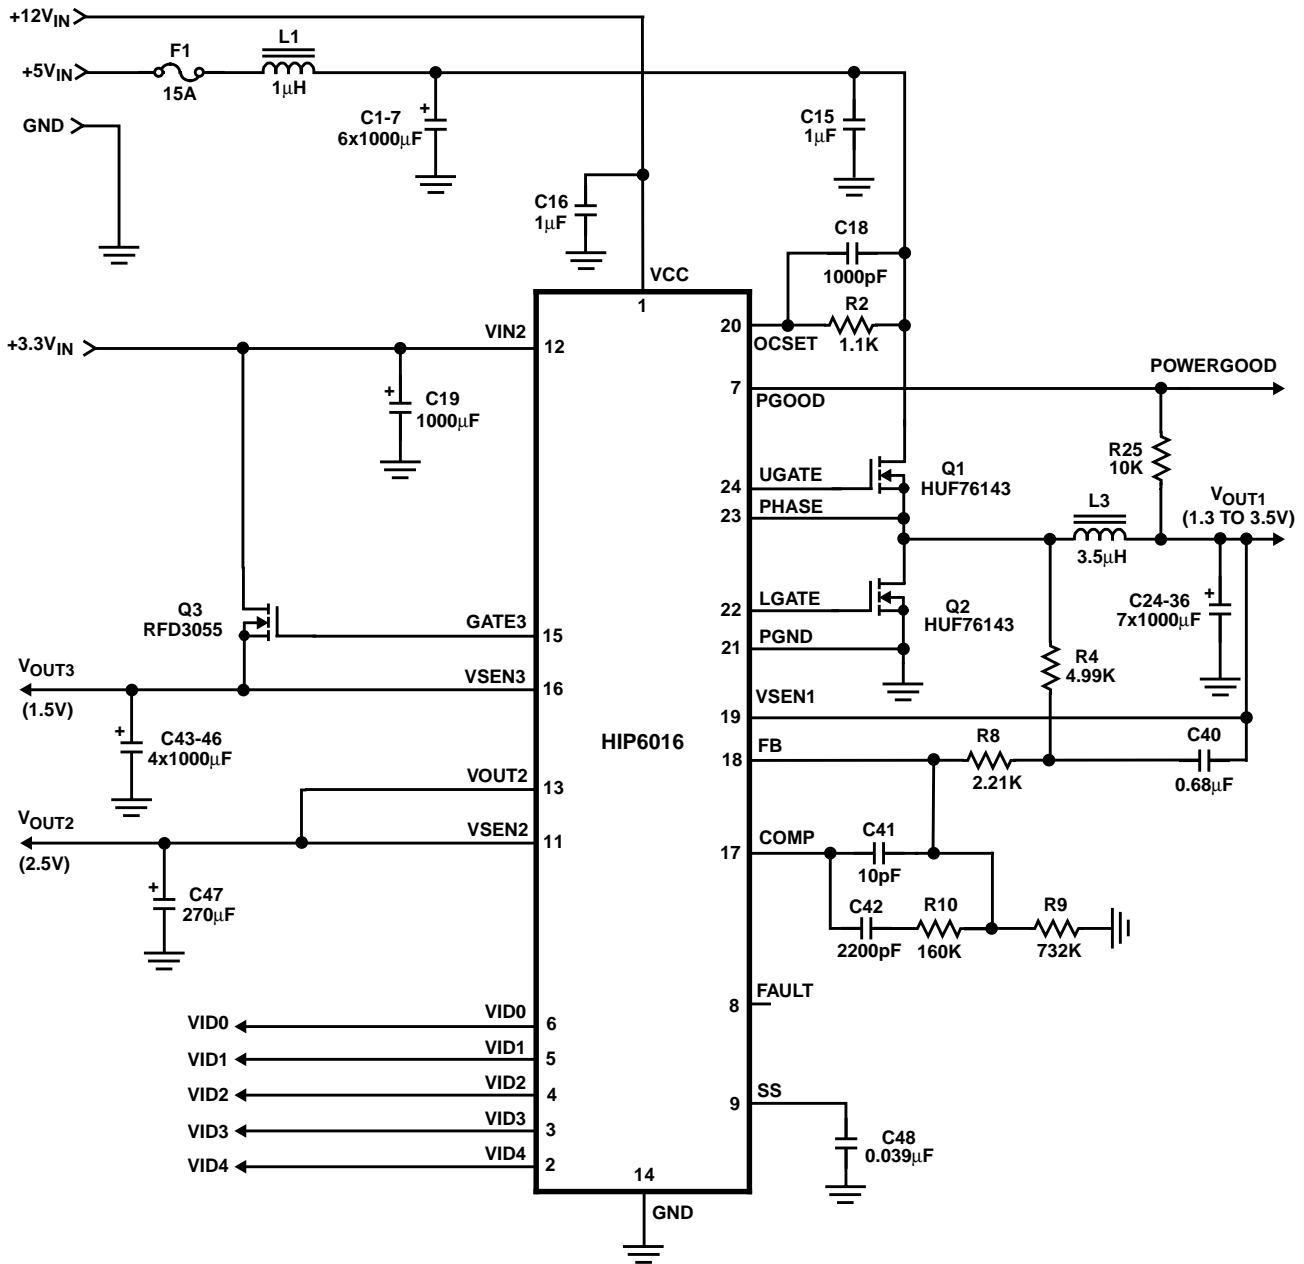 +12VIN
+5VIN
F1
15A
L1
1μH
GND
C1-7
6x1000μF
+
C15
1μF
C16
1μF
C18
1000pF
VCC
1
R2
1.1K
20
OCSET
+3.3VIN
VIN2
12
+
C19
1000μF
7
PGOOD
POWERGOOD
R25
10K
UGATE
24
Q1
HUF76143
PHASE
23
L3
3.5μH
VOUT1
(1.3 TO 3.5V)
Q3
RFD3055
GATE3
15
LGATE
22
Q2
HUF76143
+
C24-36
7x1000μF
PGND
21
R4
4.99K
VOUT3
(1.5V)
VSEN3
16
VSEN1
19
+
C43-46
4x1000μF
HIP6016
FB
18
R8
2.21K
C40
0.68μF
VOUT2
13
VOUT2
(2.5V)
VSEN2
11
COMP
17
C41
10pF
+
C47
270μF
C42
2200pF
R10
160K
R9
732K
FAULT
8
VID0
VID0
6
VID1
VID1
5
VID2
VID2
4
VID3
VID3
3
VID4
VID4
2
SS
9
C48
0.039μF
14
GND